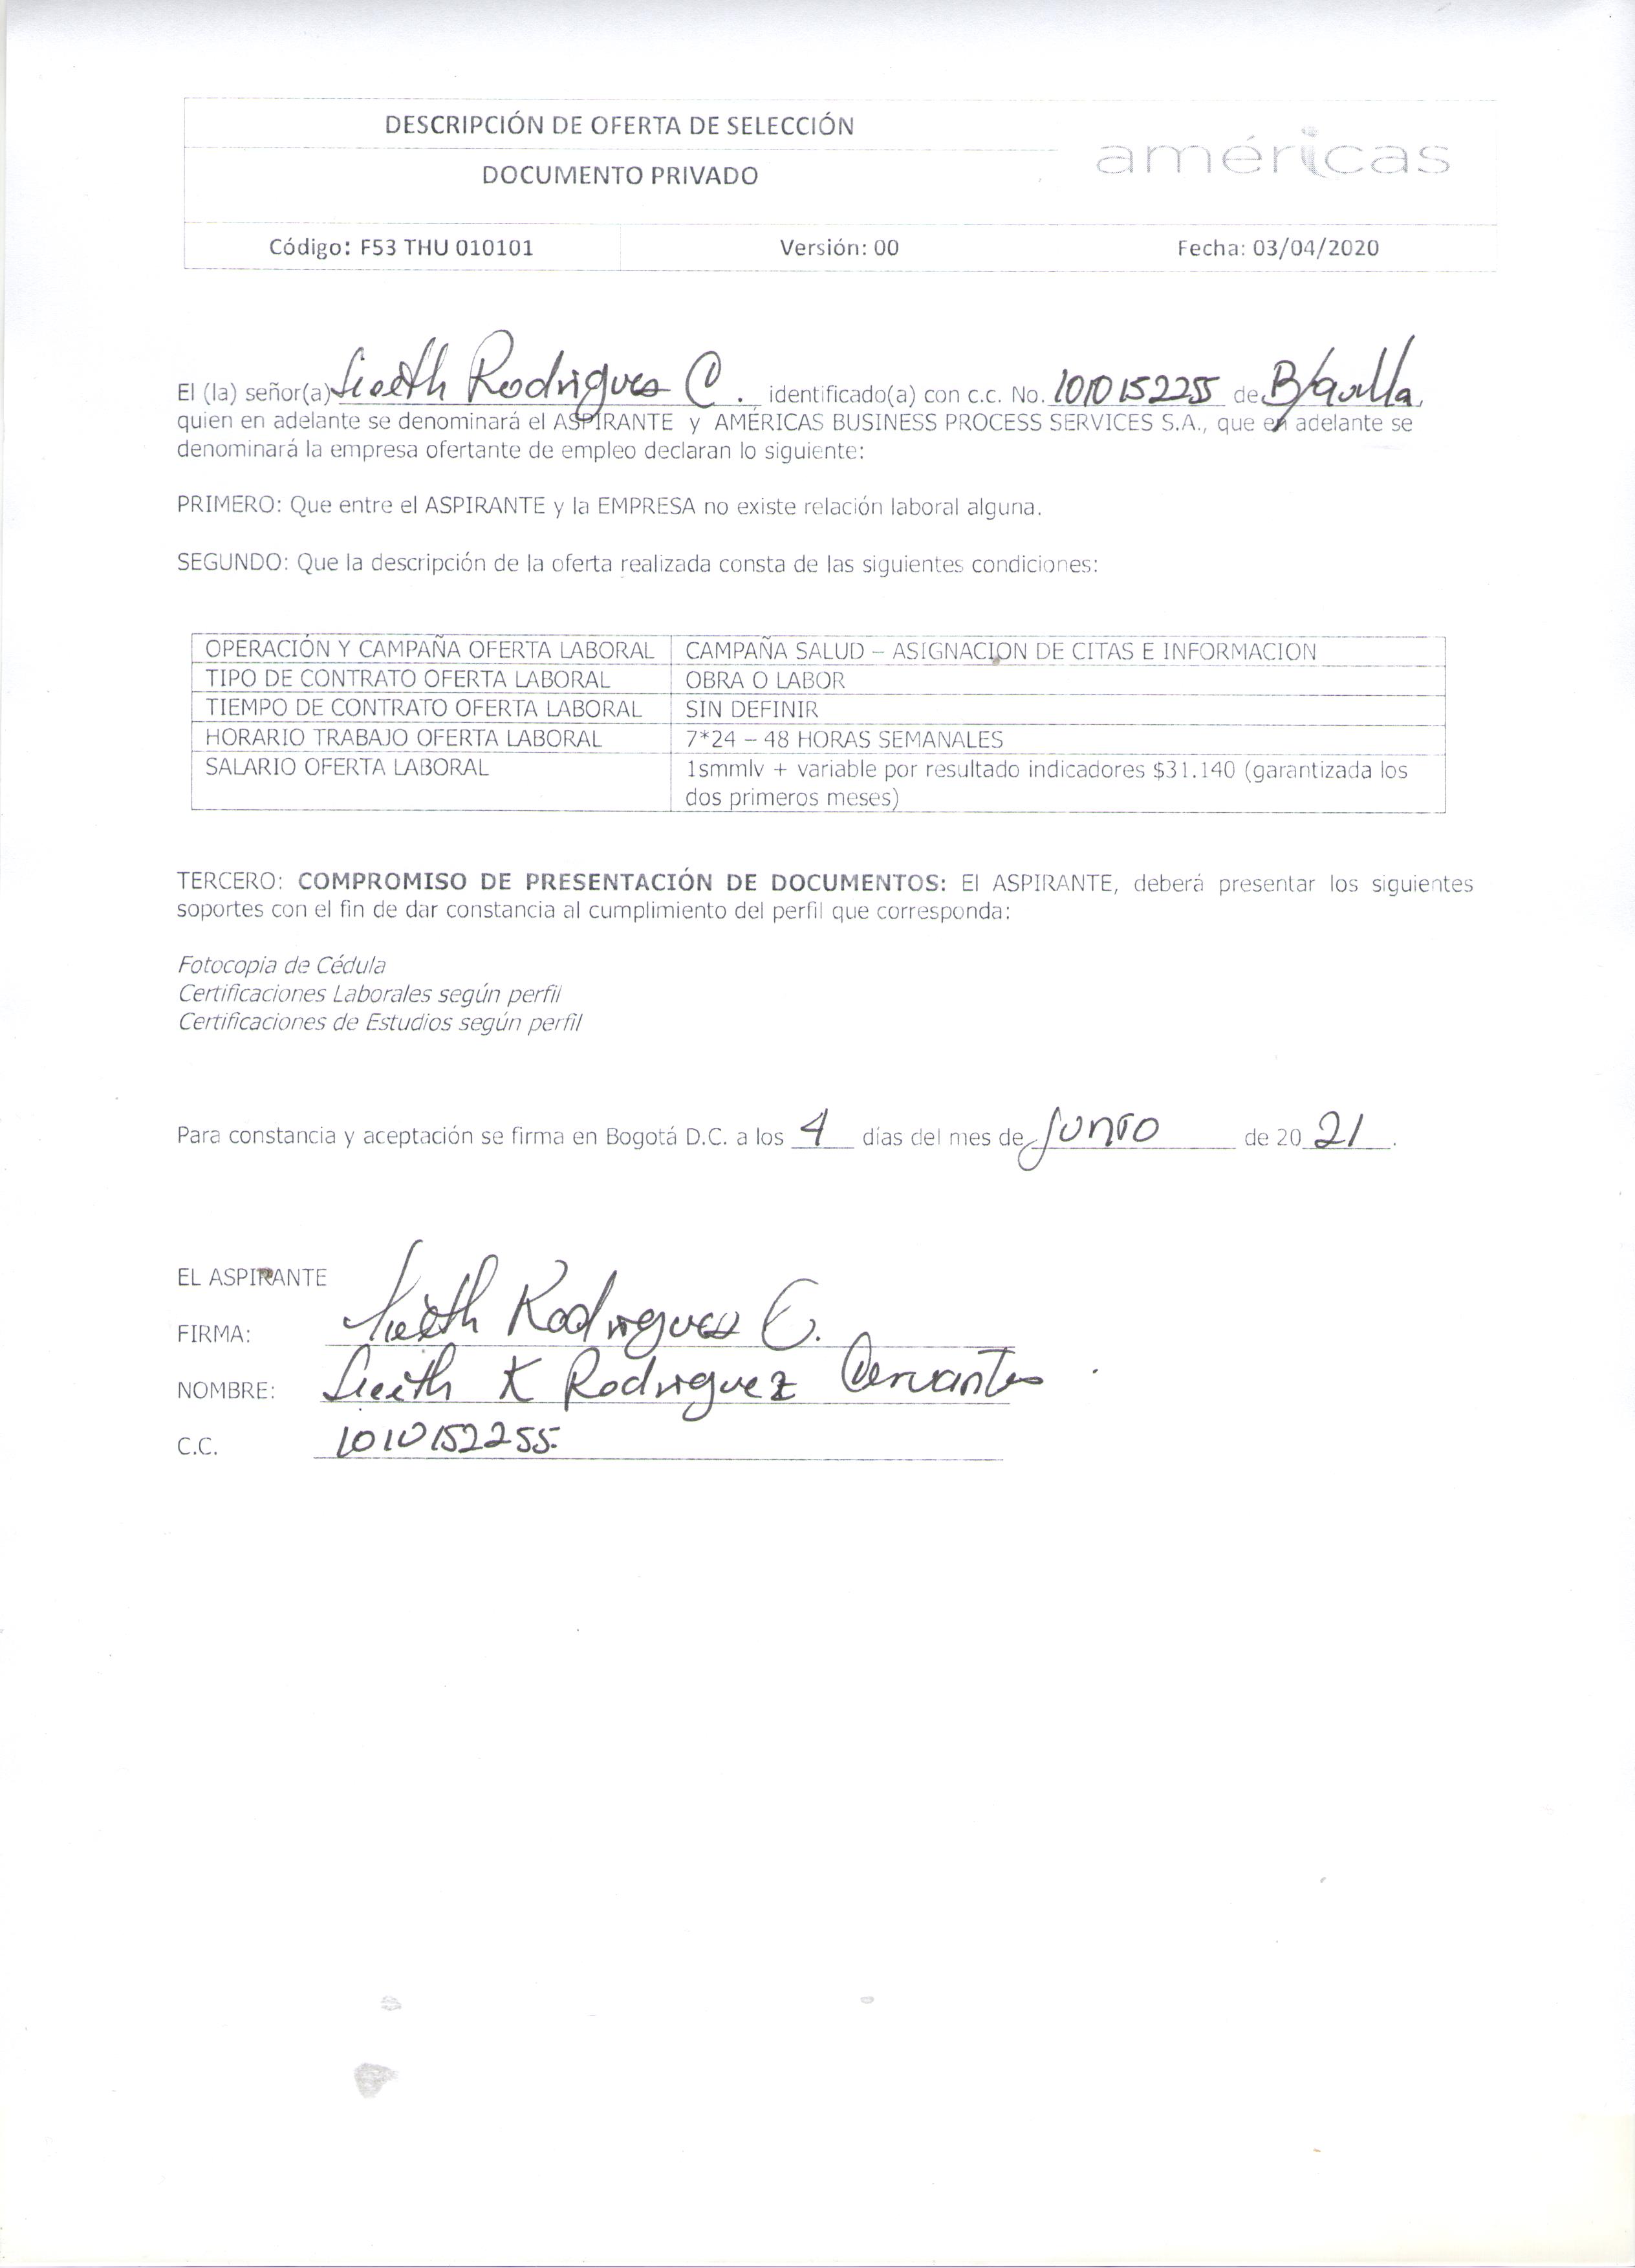 DESCRIPCIÓN DE OFERTA DE SELECCIÓN
américas
DOCUMENTO PRIVADO
Código: F53 THU 010101 Versión: 00 Fecha: 03/04/2020
El (la) señor(a) Rodrigues C. identificado(a) con c.c. No. 1010152255 de B/quilla,
quien en adelante se denominará el ASPIRANTE y AMÉRICAS BUSINESS PROCESS SERVICES S.A., que en adelante se
denominará la empresa ofertante de empleo declaran lo siguiente:
PRIMERO: Que entre el ASPIRANTE y la EMPRESA no existe relación laboral alguna.
SEGUNDO: Que la descripción de la oferta realizada consta de las siguientes condiciones:
OPERACIÓN Y CAMPAÑA OFERTA LABORAL CAMPAÑA SALUD – ASIGNACION DE CITAS E INFORMACION
TIPO DE CONTRATO OFERTA LABORAL OBRA O LABOR
TIEMPO DE CONTRATO OFERTA LABORAL SIN DEFINIR
HORARIO TRABAJO OFERTA LABORAL 7*24 – 48 HORAS SEMANALES
SALARIO OFERTA LABORAL 1smmlv + variable por resultado indicadores $31.140 (garantizada los
dos primeros meses)
TERCERO: COMPROMISO DE PRESENTACIÓN DE DOCUMENTOS: El ASPIRANTE, deberá presentar los siguientes
soportes con el fin de dar constancia al cumplimiento del perfil que corresponda:
Fotocopia de Cédula
Certificaciones Laborales según perfil
Certificaciones de Estudios según perfil
Para constancia y aceptación se firma en Bogotá D.C. a los 4 días del mes de junio de 20 21.
EL ASPIRANTE
FIRMA: Rodrigues C.
NOMBRE: K Rodriguez Cervantes
C.C. 1010152255.